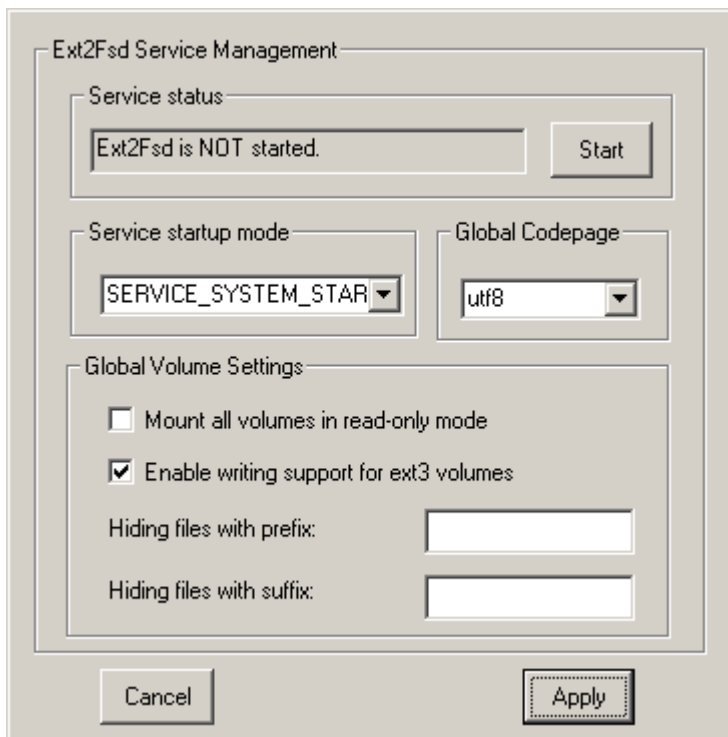 Ext2Fsd Service Management
Service status
Ext2Fsd is NOT started.
Start
Service startup mode
Global Codepage
SERVICE_SYSTEM_STAR
utf8
Global Volume Settings
Mount all volumes in read-only mode
Enable writing support for ext3 volumes
Hiding files with prefix:
Hiding files with suffix:
Cancel
Apply